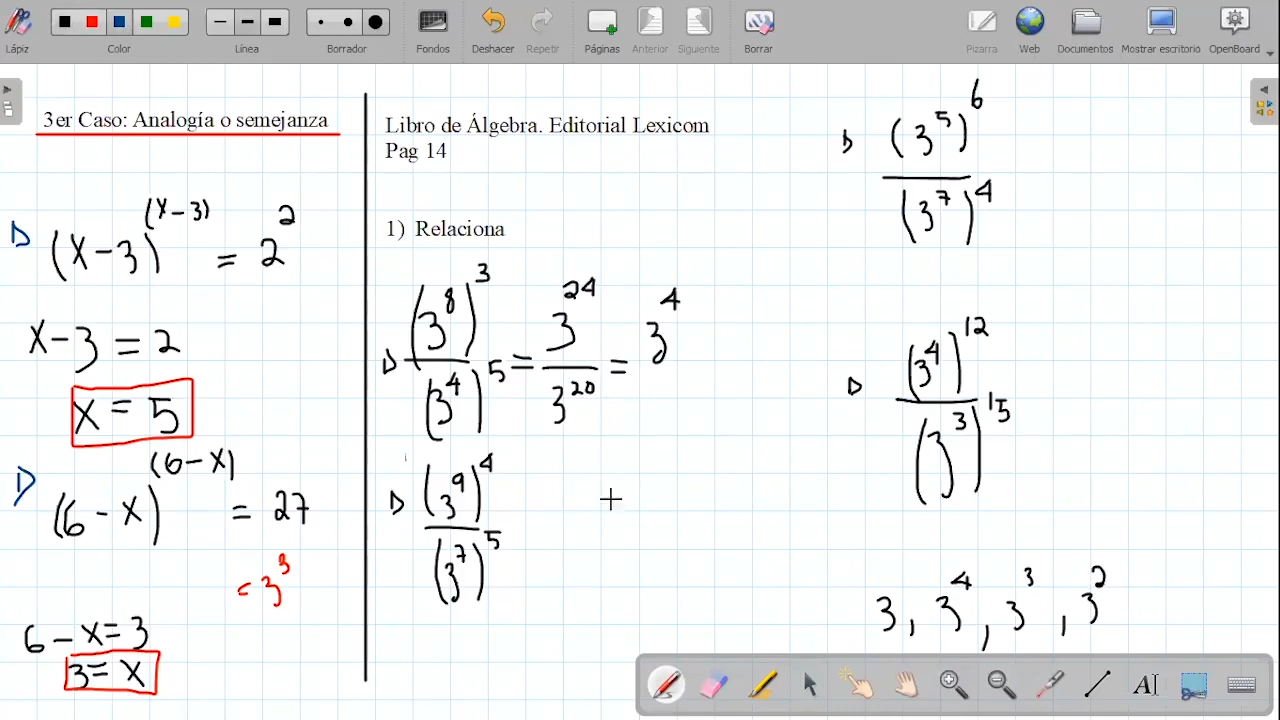 Lápiz Color Línea Borrador Fondos Deshacer Repetir Páginas Anterior Siguiente Borrar Pizarra Web Documentos Mostrar escritorio OpenBoard
3er Caso: Analogía o semejanza
(x-3)^(x-3) = 2^2
x-3 = 2
x = 5
(6-x)^(6-x) = 27
= 3^3
6-x=3
3=x
Libro de Álgebra. Editorial Lexicom
Pag 14
1) Relaciona
(3^8)^3 / (3^4)^5 = 3^24 / 3^20 = 3^4
(3^9)^4 / (3^7)^5
(3^5)^6 / (3^7)^4
(3^4)^12 / (3^3)^15
3, 3^4, 3^3, 3^2
AI